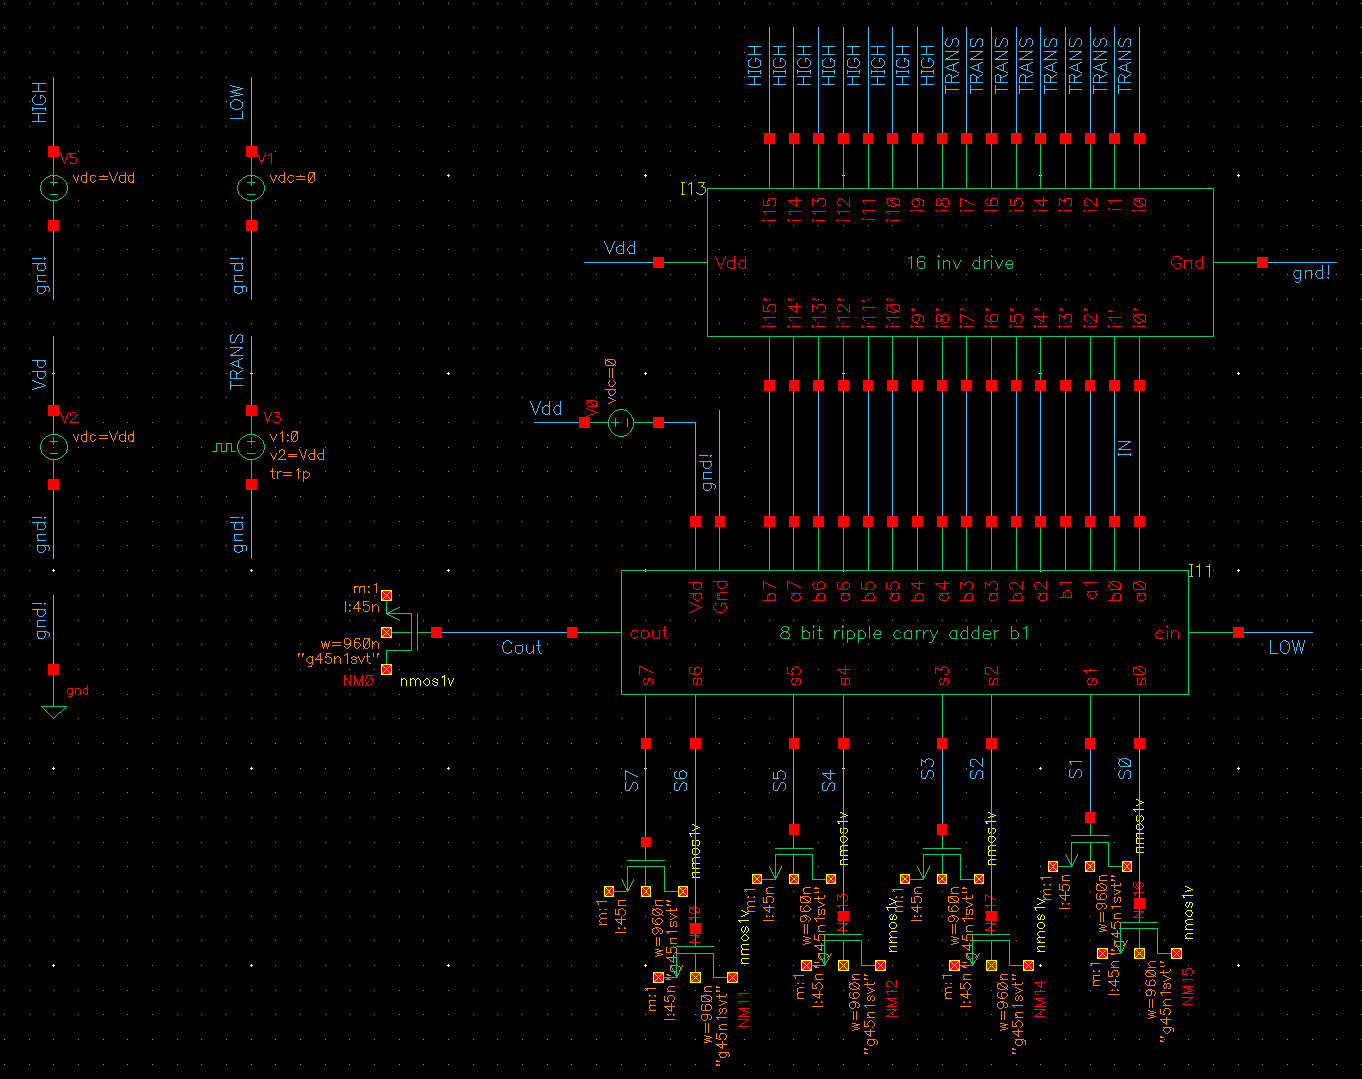 HIGH
LOW
HIGH
HIGH
HIGH
HIGH
HIGH
HIGH
HIGH
HIGH
TRANS
TRANS
TRANS
TRANS
TRANS
TRANS
TRANS
TRANS
V5
vdc=Vdd
V1
vdc=0
gnd!
gnd!
I13
i15
i14
i13
i12
i11
i10
i9
i8
i7
i6
i5
i4
i3
i2
i1
i0
Vdd
Vdd
16 inv drive
Gnd
gnd!
i15'
i14'
i13'
i12'
i11'
i10'
i9'
i8'
i7'
i6'
i5'
i4'
i3'
i2'
i1'
i0'
Vdd
TRANS
V2
vdc=Vdd
V3
v1:0
v2=Vdd
tr=1p
gnd!
gnd!
Vdd
V0
vdc=0
gnd!
IN
gnd!
gnd
m:1
l:45n
w=960n
"g45n1svt"
NM0
nmos1v
Cout
I11
Vdd
Gnd
b7
a7
b6
a6
b5
a5
b4
a4
b3
a3
b2
a2
b1
a1
b0
a0
cout
8 bit ripple carry adder b1
cin
LOW
s7
s6
s5
s4
s3
s2
s1
s0
S7
S6
S5
S4
S3
S2
S1
S0
nmos1v
nmos1v
nmos1v
nmos1v
m:1
l:45n
w=960n
"g45n1svt"
m:1
l:45n
w=960n
"g45n1svt"
m:1
l:45n
w=960n
"g45n1svt"
m:1
l:45n
w=960n
"g45n1svt"
nmos1v
nmos1v
nmos1v
nmos1v
m:1
l:45n
w=960n
"g45n1svt"
NM11
m:1
l:45n
w=960n
"g45n1svt"
NM12
m:1
l:45n
w=960n
"g45n1svt"
NM14
m:1
l:45n
w=960n
"g45n1svt"
NM15